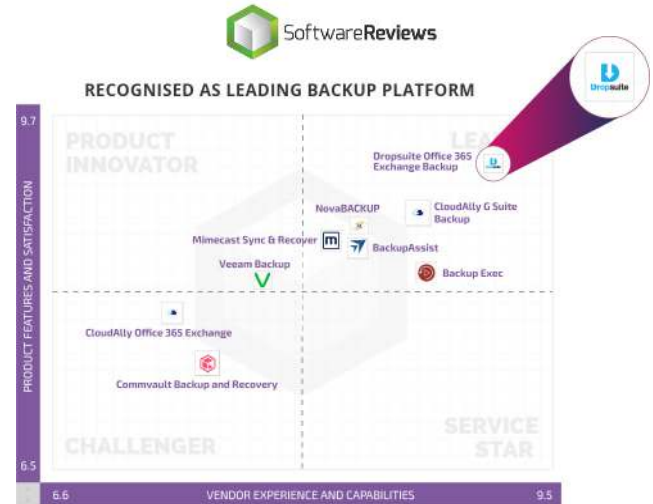 SoftwareReviews
RECOGNISED AS LEADING BACKUP PLATFORM
Dropsuite
9.7
PRODUCT
INNOVATOR
Dropsuite Office 365
Exchange Backup
NovaBACKUP
CloudAlly G Suite
Backup
Mimecast Sync & Recover
m
BackupAssist
Veeam Backup
Backup Exec
PRODUCT FEATURES AND SATISFACTION
CloudAlly Office 365 Exchange
Commvault Backup and Recovery
CHALLENGER
SERVICE
STAR
6.5
6.6
VENDOR EXPERIENCE AND CAPABILITIES
9.5